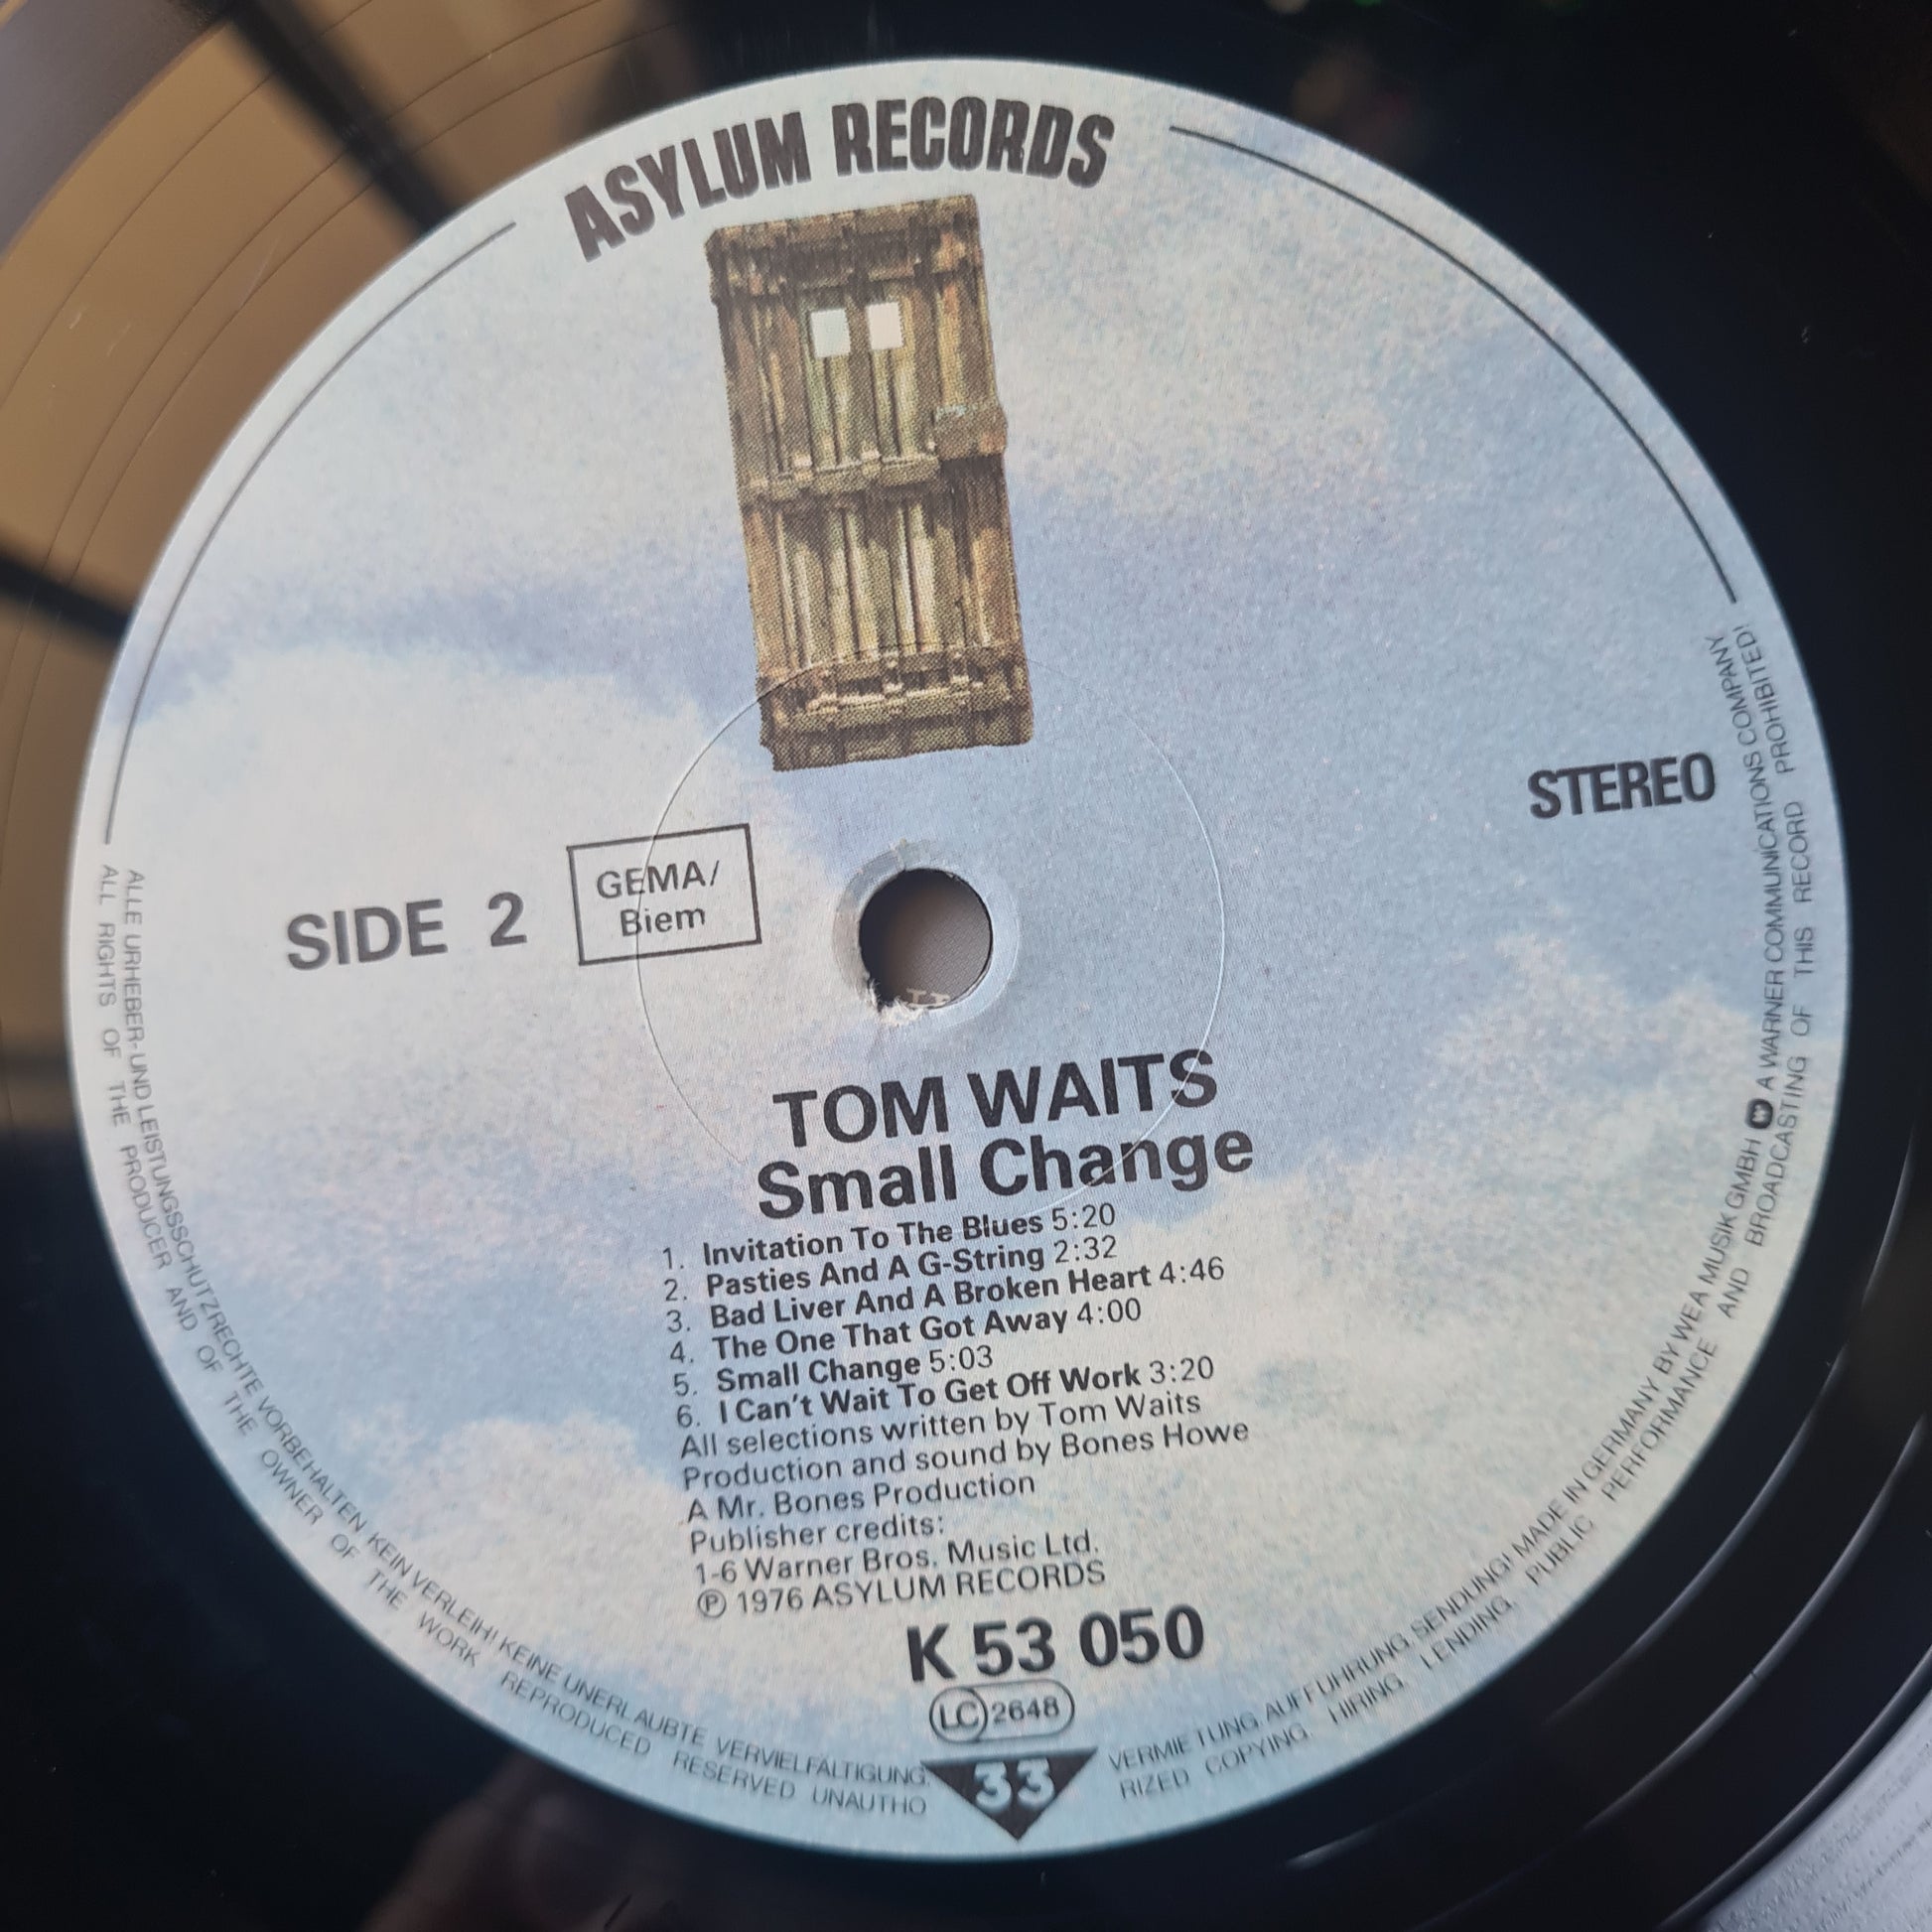 ASYLUM RECORDS
STEREO
SIDE 2
GEMA/
Biem
TOM WAITS
Small Change
1. Invitation To The Blues 5:20
2. Pasties And A G-String 2:32
3. Bad Liver And A Broken Heart 4:46
4. The One That Got Away 4:00
5. Small Change 5:03
6. I Can't Wait To Get Off Work 3:20
All selections written by Tom Waits
Production and sound by Bones Howe
A Mr. Bones Production
Publisher credits:
1-6 Warner Bros. Music Ltd.
℗ 1976 ASYLUM RECORDS
K 53 050
LC 2648
33
ALLE URHEBER-UND LEISTUNGSSCHUTZRECHTE VORBEHALTEN KEIN VERLEIH! KEINE UNERLAUBTE VERVIELFÄLTIGUNG, VERMIETUNG, AUFFÜHRUNG, SENDUNG! MADE IN GERMANY BY WEA MUSIK GMBH W A WARNER COMMUNICATIONS COMPANY
ALL RIGHTS OF THE PRODUCER AND OF THE OWNER OF THE WORK REPRODUCED RESERVED UNAUTHO RIZED COPYING, HIRING, LENDING, PUBLIC PERFORMANCE AND BROADCASTING OF THIS RECORD PROHIBITED!